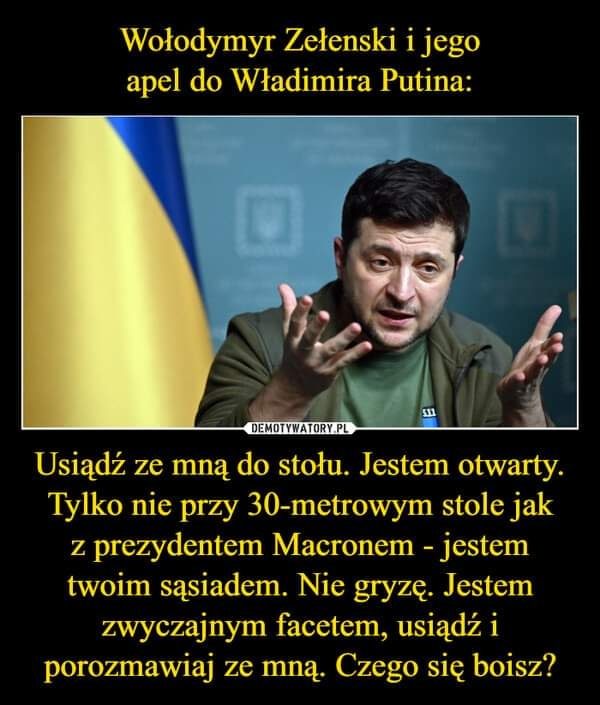 Wołodymyr Zełenski i jego
apel do Władimira Putina:
DEMOTYWATORY.PL
Usiądź ze mną do stołu. Jestem otwarty.
Tylko nie przy 30-metrowym stole jak
z prezydentem Macronem - jestem
twoim sąsiadem. Nie gryzę. Jestem
zwyczajnym facetem, usiądź i
porozmawiaj ze mną. Czego się boisz?